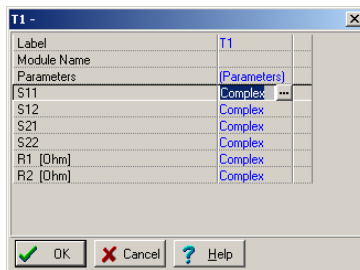 T1 -
Label T1
Module Name
Parameters (Parameters)
S11 Complex ...
S12 Complex
S21 Complex
S22 Complex
R1 [Ohm] Complex
R2 [Ohm] Complex
OK Cancel ? Help